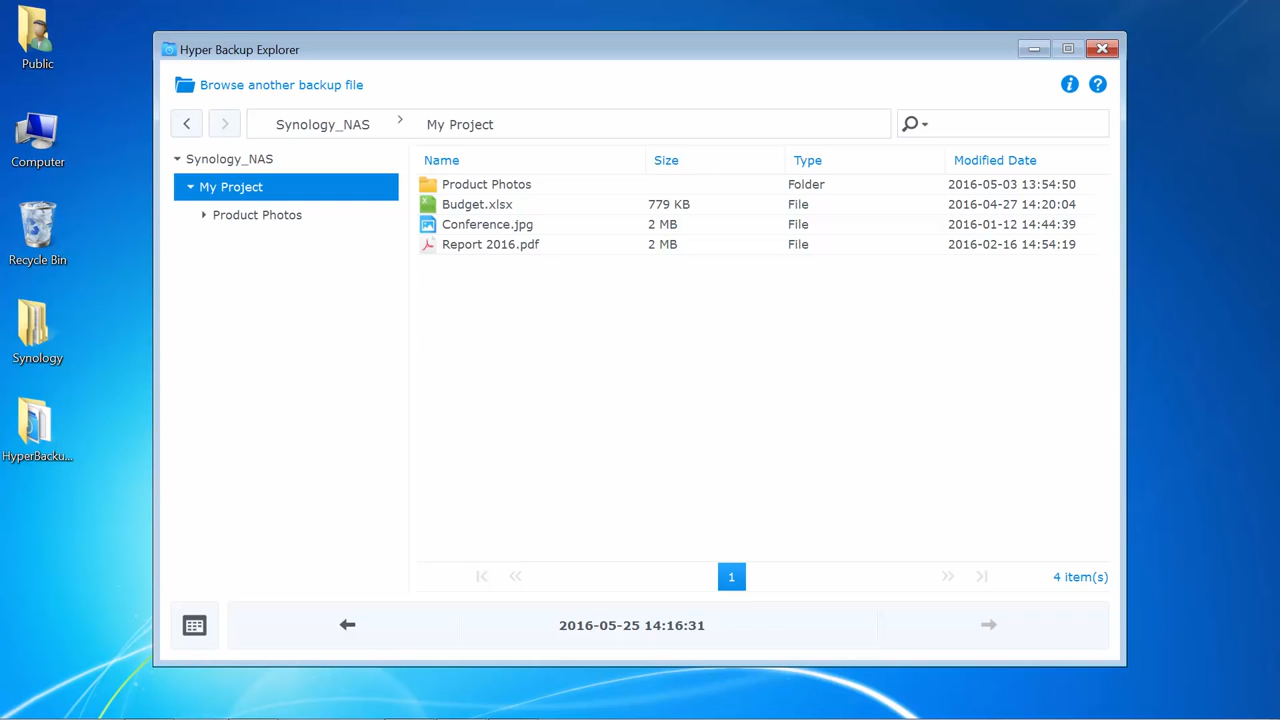 Public
Computer
Recycle Bin
Synology
HyperBacku...
Hyper Backup Explorer
Browse another backup file
Synology_NAS > My Project
Synology_NAS
My Project
Product Photos
Name Size Type Modified Date
Product Photos Folder 2016-05-03 13:54:50
Budget.xlsx 779 KB File 2016-04-27 14:20:04
Conference.jpg 2 MB File 2016-01-12 14:44:39
Report 2016.pdf 2 MB File 2016-02-16 14:54:19
1
4 item(s)
2016-05-25 14:16:31